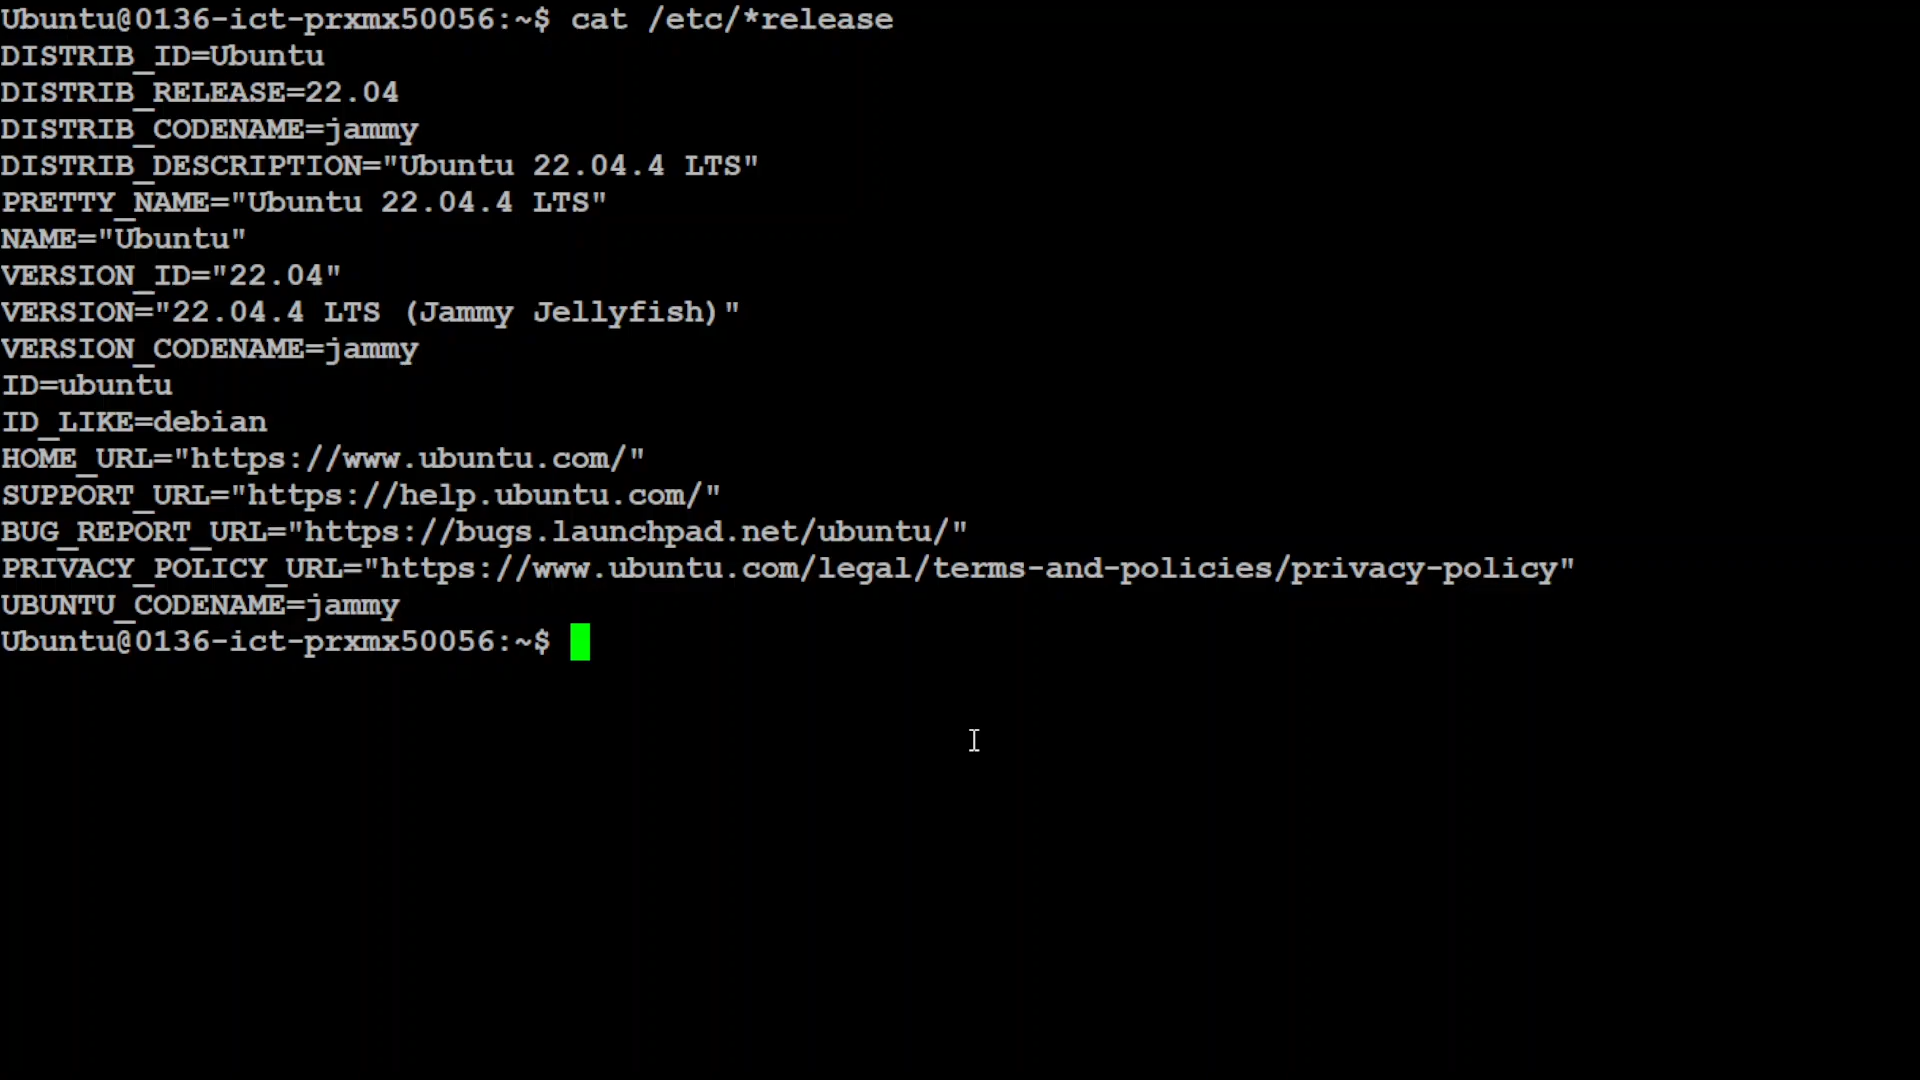 Ubuntu@0136-ict-prxmx50056:~$ cat /etc/*release
DISTRIB_ID=Ubuntu
DISTRIB_RELEASE=22.04
DISTRIB_CODENAME=jammy
DISTRIB_DESCRIPTION="Ubuntu 22.04.4 LTS"
PRETTY_NAME="Ubuntu 22.04.4 LTS"
NAME="Ubuntu"
VERSION_ID="22.04"
VERSION="22.04.4 LTS (Jammy Jellyfish)"
VERSION_CODENAME=jammy
ID=ubuntu
ID_LIKE=debian
HOME_URL="https://www.ubuntu.com/"
SUPPORT_URL="https://help.ubuntu.com/"
BUG_REPORT_URL="https://bugs.launchpad.net/ubuntu/"
PRIVACY_POLICY_URL="https://www.ubuntu.com/legal/terms-and-policies/privacy-policy"
UBUNTU_CODENAME=jammy
Ubuntu@0136-ict-prxmx50056:~$